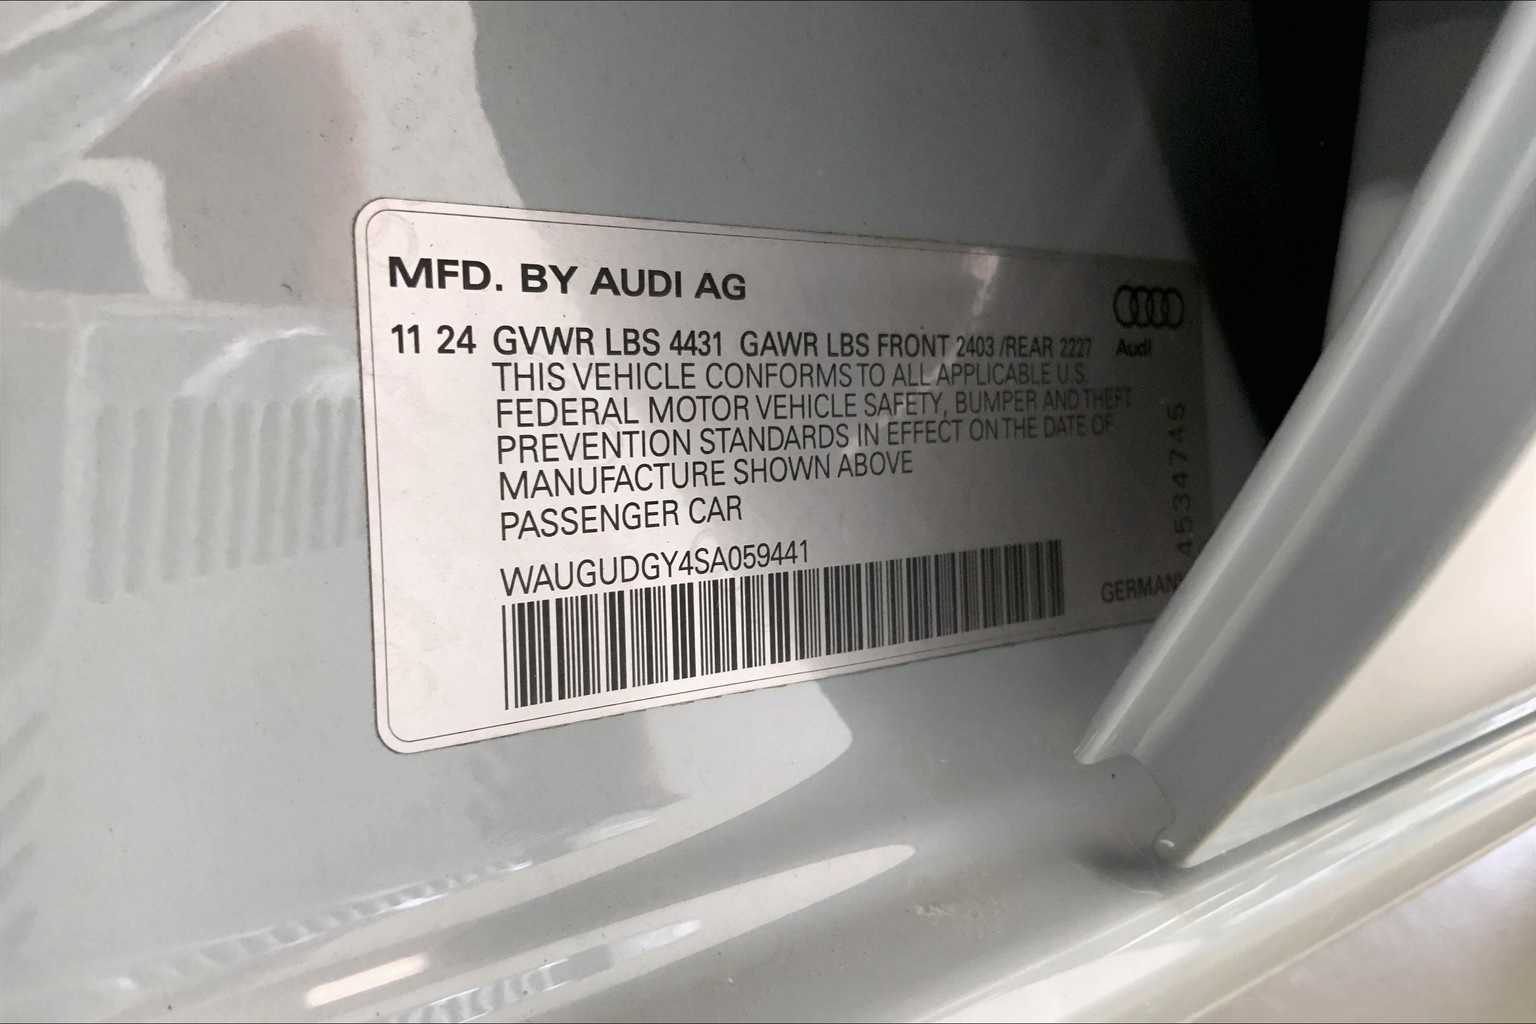 MFD. BY AUDI AG
11 24 GVWR LBS 4431 GAWR LBS FRONT 2403 /REAR 2227
Audi
THIS VEHICLE CONFORMS TO ALL APPLICABLE U.S.
FEDERAL MOTOR VEHICLE SAFETY, BUMPER AND THEFT
PREVENTION STANDARDS IN EFFECT ON THE DATE OF
MANUFACTURE SHOWN ABOVE
PASSENGER CAR
WAUGUDGY4SA059441
4534745
GERMANY